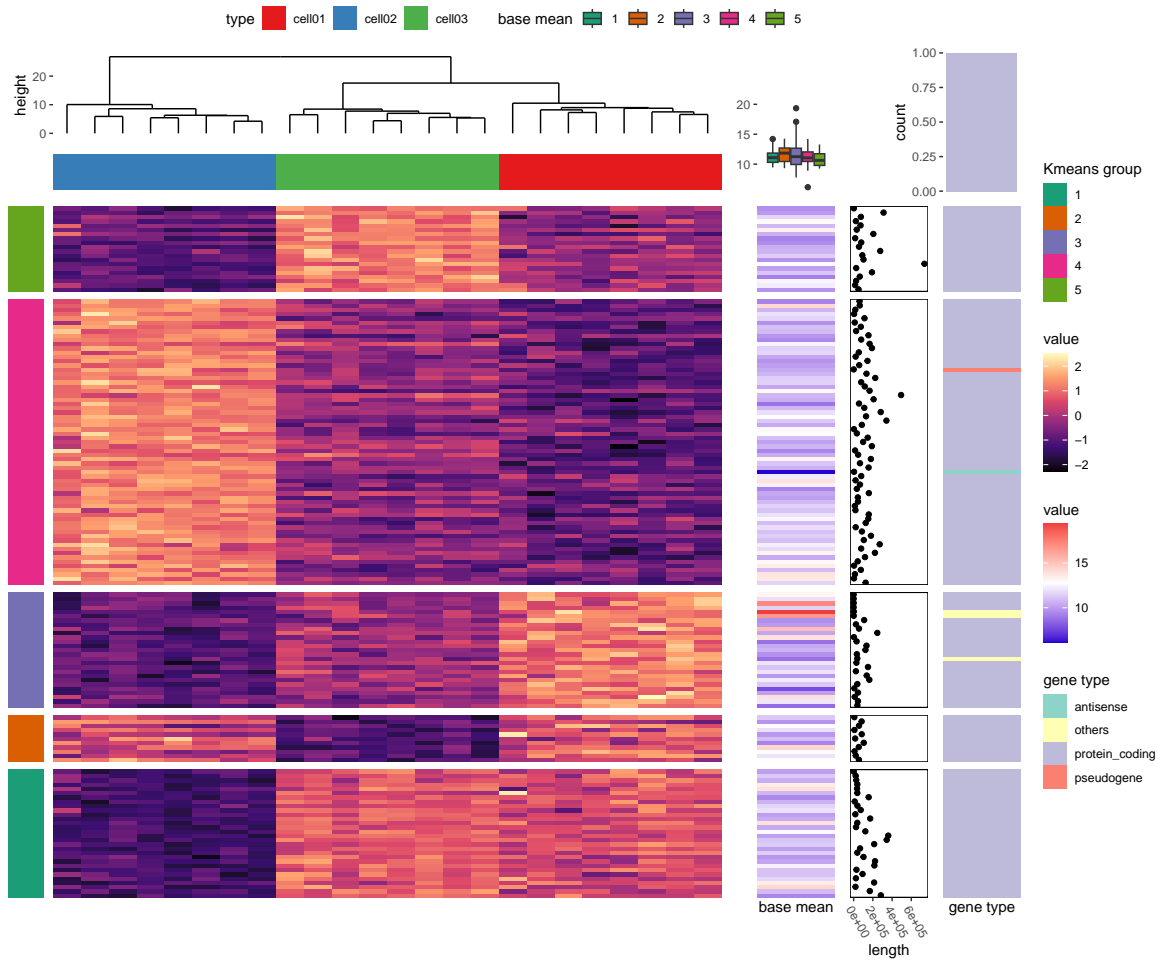 type cell01 cell02 cell03 base mean 1 2 3 4 5
height
20
10
0
20
15
10
count
1.00
0.75
0.50
0.25
0.00
Kmeans group
1
2
3
4
5
value
2
1
0
−1
−2
value
15
10
gene type
antisense
others
protein_coding
pseudogene
base mean
0e+00
2e+05
4e+05
6e+05
length
gene type